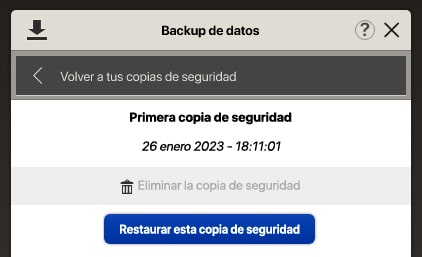 Backup de datos
?
Volver a tus copias de seguridad
Primera copia de seguridad
26 enero 2023 - 18:11:01
Eliminar la copia de seguridad
Restaurar esta copia de seguridad